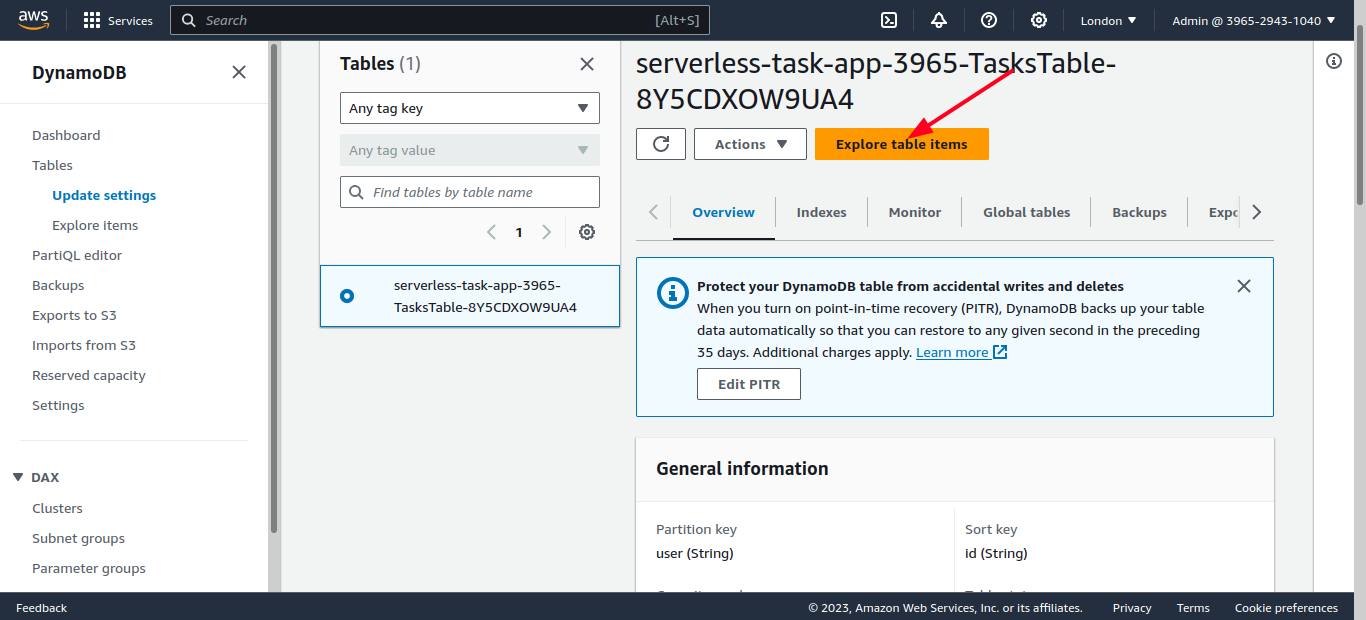 aws
Services
Search
[Alt+S]
London
Admin @ 3965-2943-1040
DynamoDB
Dashboard
Tables
Update settings
Explore items
PartiQL editor
Backups
Exports to S3
Imports from S3
Reserved capacity
Settings
DAX
Clusters
Subnet groups
Parameter groups
Tables (1)
Any tag key
Any tag value
Find tables by table name
1
serverless-task-app-3965-
TasksTable-8Y5CDXOW9UA4
serverless-task-app-3965-TasksTable-
8Y5CDXOW9UA4
Actions
Explore table items
Overview
Indexes
Monitor
Global tables
Backups
Protect your DynamoDB table from accidental writes and deletes
When you turn on point-in-time recovery (PITR), DynamoDB backs up your table
data automatically so that you can restore to any given second in the preceding
35 days. Additional charges apply. Learn more
Edit PITR
General information
Partition key
user (String)
Sort key
id (String)
Feedback
© 2023, Amazon Web Services, Inc. or its affiliates.
Privacy
Terms
Cookie preferences